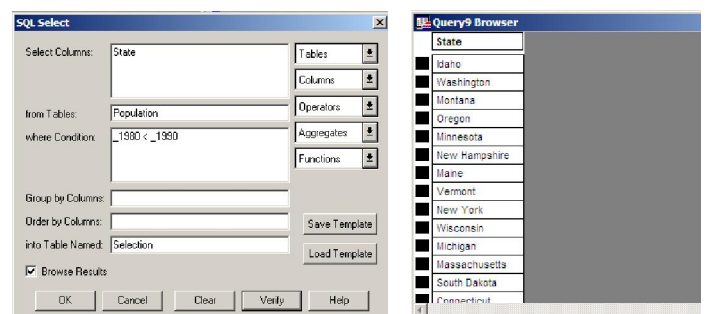 SQL Select
Select Columns:
State
Tables
Columns
Operators
from Tables:
Population
where Condition:
_1980 < _1990
Aggregates
Functions
Group by Columns:
Order by Columns:
Save Template
into Table Named:
Selection
Load Template
Browse Results
OK
Cancel
Clear
Verify
Help
Query9 Browser
State
Idaho
Washington
Montana
Oregon
Minnesota
New Hampshire
Maine
Vermont
New York
Wisconsin
Michigan
Massachusetts
South Dakota
Connecticut